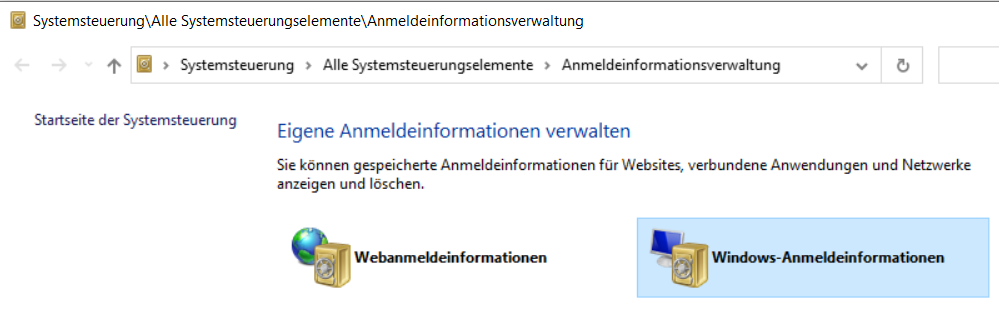 Systemsteuerung\Alle Systemsteuerungselemente\Anmeldeinformationsverwaltung
Systemsteuerung > Alle Systemsteuerungselemente > Anmeldeinformationsverwaltung
Startseite der Systemsteuerung
Eigene Anmeldeinformationen verwalten
Sie können gespeicherte Anmeldeinformationen für Websites, verbundene Anwendungen und Netzwerke
anzeigen und löschen.
Webanmeldeinformationen
Windows-Anmeldeinformationen